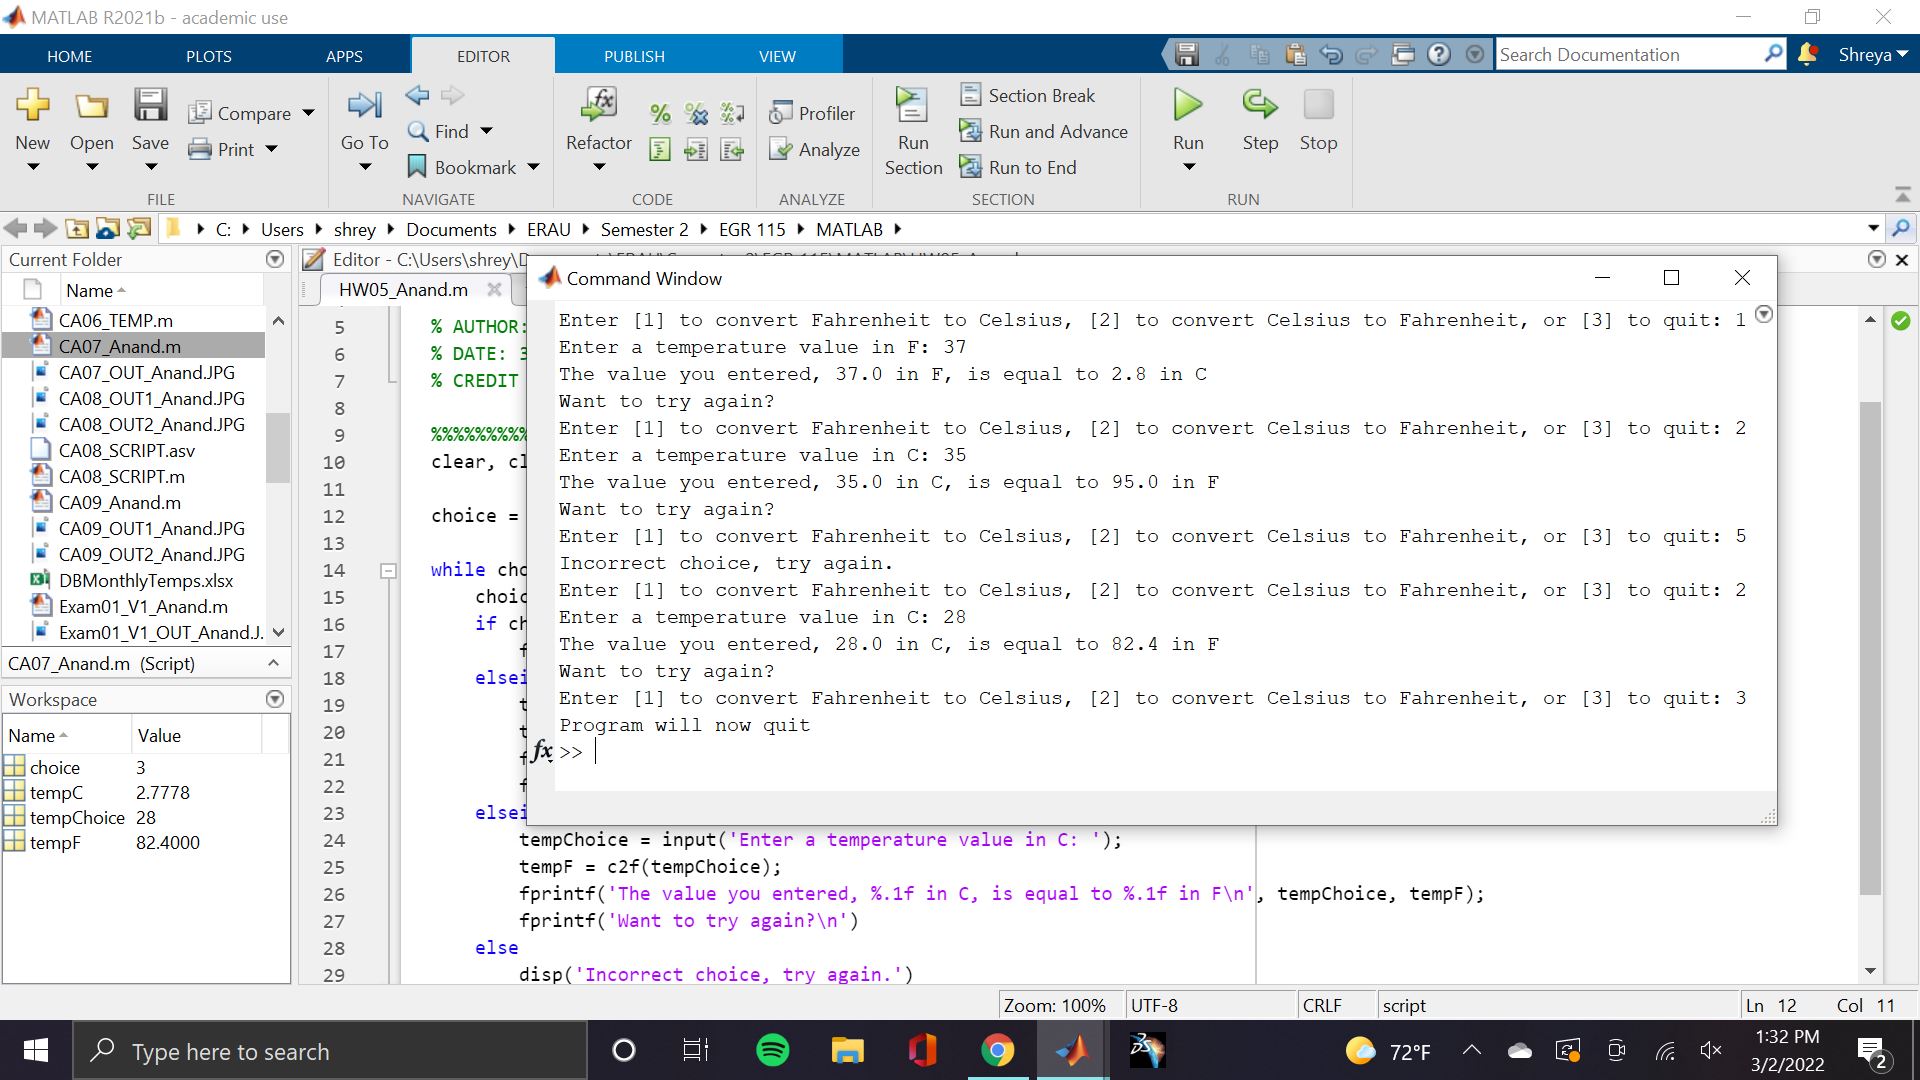 MATLAB R2021b - academic use
HOME PLOTS APPS EDITOR PUBLISH VIEW Search Documentation Shreya
New Open Save Compare Print
FILE
Go To Find Bookmark
NAVIGATE
Refactor
CODE
Profiler
Analyze
ANALYZE
Run Section
Section Break
Run and Advance
Run to End
SECTION
Run Step Stop
RUN
C: Users shrey Documents ERAU Semester 2 EGR 115 MATLAB
Current Folder
Name
CA06_TEMP.m
CA07_Anand.m
CA07_OUT_Anand.JPG
CA08_OUT1_Anand.JPG
CA08_OUT2_Anand.JPG
CA08_SCRIPT.asv
CA08_SCRIPT.m
CA09_Anand.m
CA09_OUT1_Anand.JPG
CA09_OUT2_Anand.JPG
DBMonthlyTemps.xlsx
Exam01_V1_Anand.m
Exam01_V1_OUT_Anand.J.
CA07_Anand.m (Script)
Workspace
Name Value
choice 3
tempC 2.7778
tempChoice 28
tempF 82.4000
Editor - C:\Users\shrey\D
HW05_Anand.m
5 % AUTHOR:
6 % DATE: 3
7 % CREDIT
8
9 %%%%%%%%%
10 clear, cl
11
12 choice =
13
14 while cho
15 choic
16 if ch
17 f
18 elsei
19 t
20 t
21 f
22 f
23 elsei
24 tempChoice = input('Enter a temperature value in C: ');
25 tempF = c2f(tempChoice);
26 fprintf('The value you entered, %.1f in C, is equal to %.1f in F\n', tempChoice, tempF);
27 fprintf('Want to try again?\n')
28 else
29 disp('Incorrect choice, try again.')
Command Window
Enter [1] to convert Fahrenheit to Celsius, [2] to convert Celsius to Fahrenheit, or [3] to quit: 1
Enter a temperature value in F: 37
The value you entered, 37.0 in F, is equal to 2.8 in C
Want to try again?
Enter [1] to convert Fahrenheit to Celsius, [2] to convert Celsius to Fahrenheit, or [3] to quit: 2
Enter a temperature value in C: 35
The value you entered, 35.0 in C, is equal to 95.0 in F
Want to try again?
Enter [1] to convert Fahrenheit to Celsius, [2] to convert Celsius to Fahrenheit, or [3] to quit: 5
Incorrect choice, try again.
Enter [1] to convert Fahrenheit to Celsius, [2] to convert Celsius to Fahrenheit, or [3] to quit: 2
Enter a temperature value in C: 28
The value you entered, 28.0 in C, is equal to 82.4 in F
Want to try again?
Enter [1] to convert Fahrenheit to Celsius, [2] to convert Celsius to Fahrenheit, or [3] to quit: 3
Program will now quit
fx >>
Zoom: 100% UTF-8 CRLF script Ln 12 Col 11
Type here to search
72°F
1:32 PM
3/2/2022
2